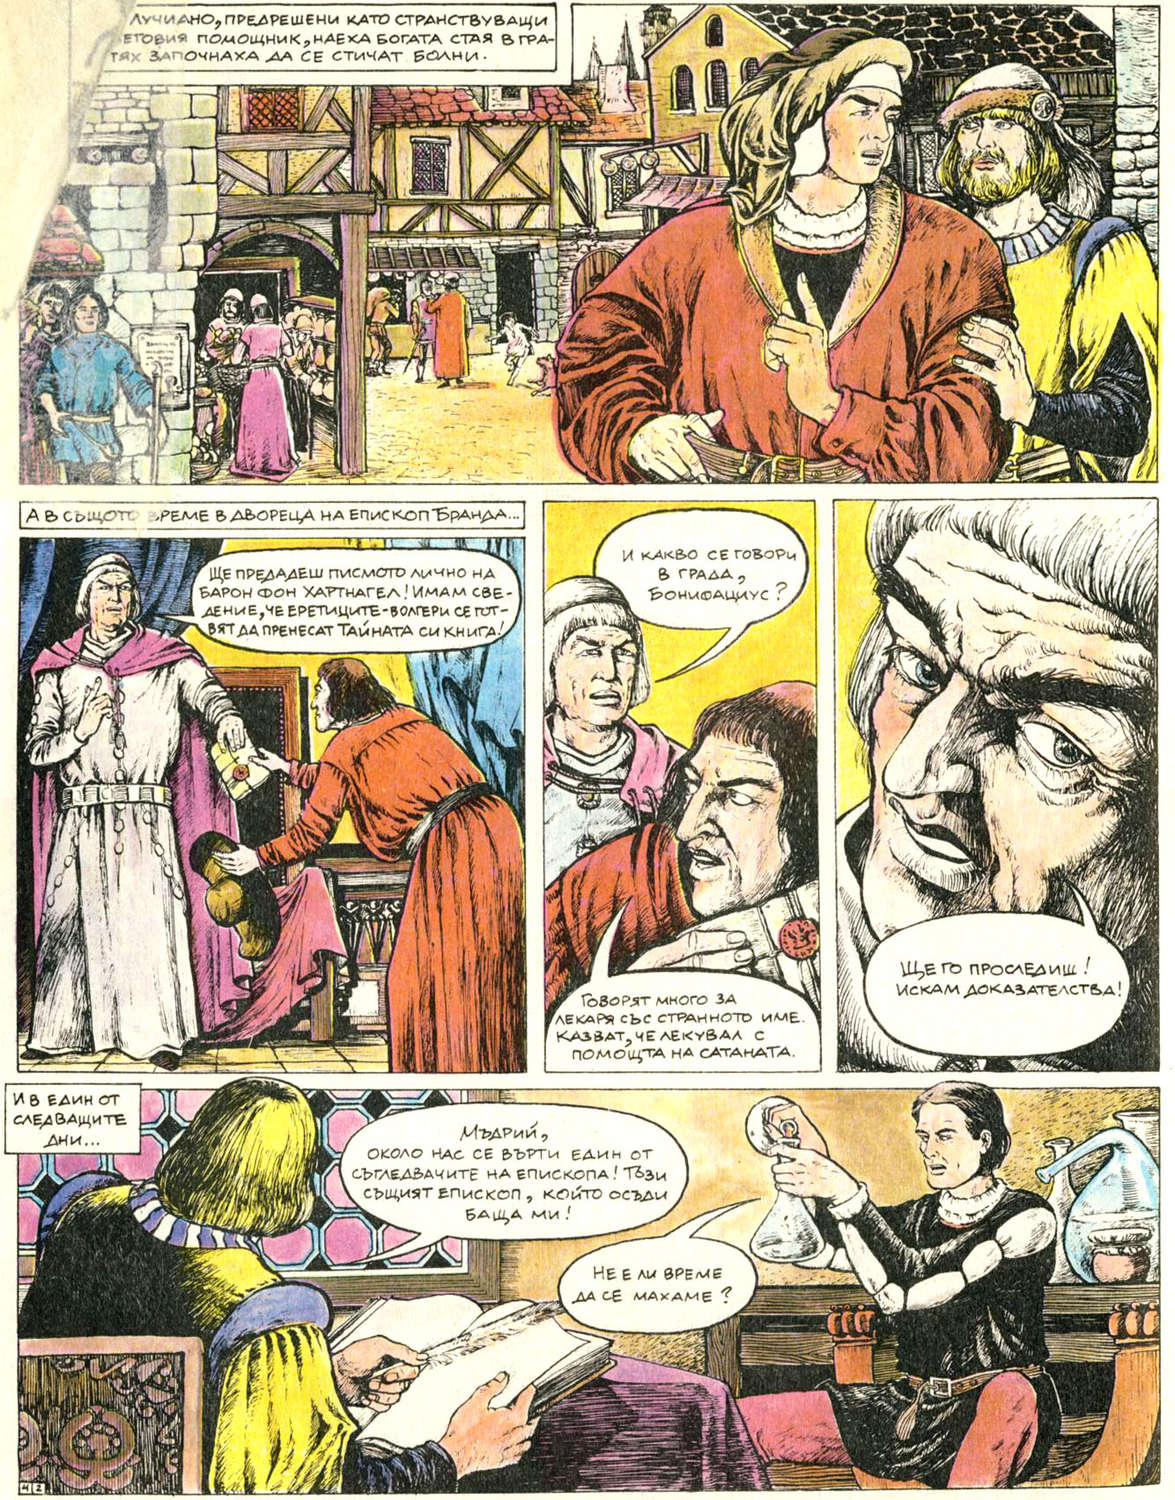 ЛУЧИАНО, ПРЕДРЕШЕНИ КАТО СТРАНСТВУВАЩИ
ПОМОЩНИК, НАЕХА БОГАТА СТАЯ В ГРА-
ЗАПОЧНАХА ДА СЕ СТИЧАТ БОЛНИ.
А В СЪЩОТО ВРЕМЕ В ДВОРЕЦА НА ЕПИСКОП БРАНДА...
ЩЕ ПРЕДАДЕШ ПИСМОТО ЛИЧНО НА
БАРОН ФОН ХАРТНАГЕЛ! ИМАМ СВЕ-
ДЕНИЕ, ЧЕ ЕРЕТИЦИТЕ-БОЛГЕРИ СЕ ГОТ-
ВЯТ ДА ПРЕНЕСАТ ТАЙНАТА СИ КНИГА!
И КАКВО СЕ ГОВОРИ
В ГРАДА,
БОНИФАЦИУС?
ГОВОРЯТ МНОГО ЗА
ЛЕКАРЯ СЪС СТРАННОТО ИМЕ.
КАЗВАТ, ЧЕ ЛЕКУВАЛ С
ПОМОЩТА НА САТАНАТА.
ЩЕ ГО ПРОСЛЕДИШ!
ИСКАМ ДОКАЗАТЕЛСТВА!
И В ЕДИН ОТ
СЛЕДВАЩИТЕ
ДНИ...
МЪДРИЙ,
ОКОЛО НАС СЕ ВЪРТИ ЕДИН ОТ
СЪГЛЕДВАЧИТЕ НА ЕПИСКОПА! ТОЗИ
СЪЩИЯТ ЕПИСКОП, КОЙТО ОСЪДИ
БАЩА МИ!
НЕ Е ЛИ ВРЕМЕ
ДА СЕ МАХАМЕ?
42